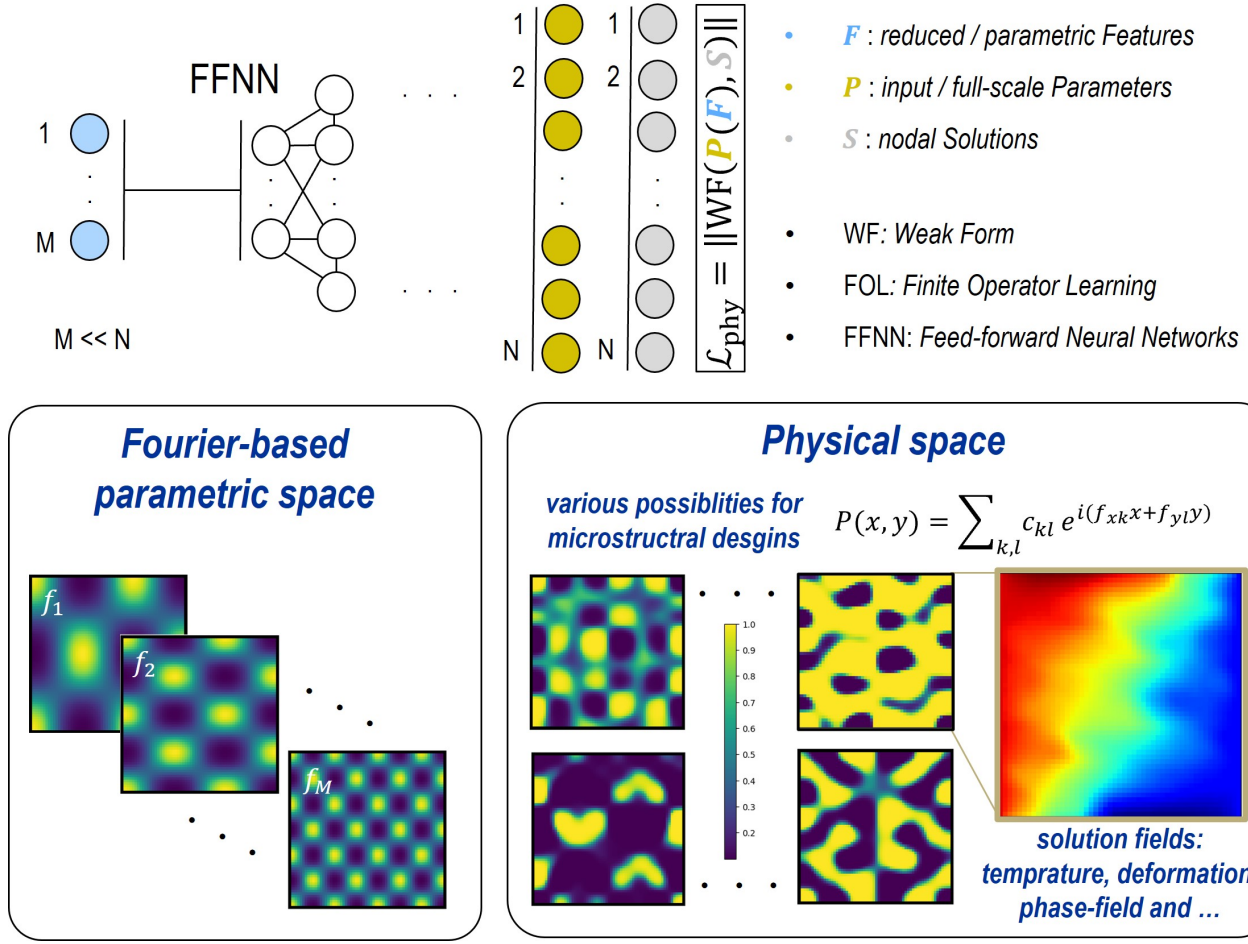 FFNN
1
.
.
M
M << N
. . .
. . .
1
2
.
.
N
1
2
.
.
N
ℒphy = ||WF(P(F), S)||
• F : reduced / parametric Features
• P : input / full-scale Parameters
• S : nodal Solutions
• WF: Weak Form
• FOL: Finite Operator Learning
• FFNN: Feed-forward Neural Networks
Fourier-based
parametric space
f1
f2
. . .
fM
. . .
Physical space
various possiblities for
microstructral desgins
P(x, y) = ∑k,l ckl e^i(fxk x+fyl y)
. . .
1.0
0.9
0.8
0.7
0.6
0.5
0.4
0.3
0.2
. . .
solution fields:
temprature, deformation
phase-field and …